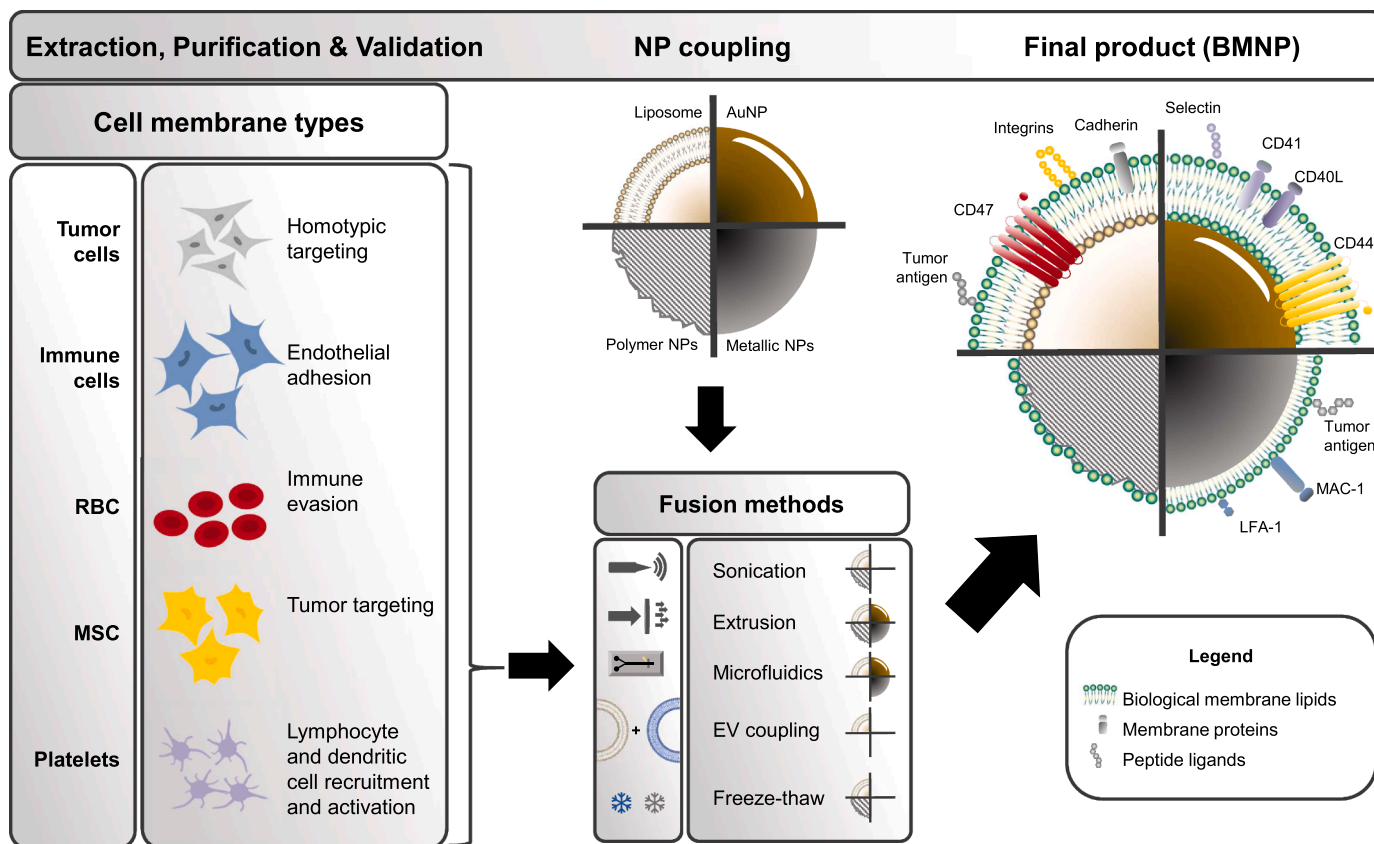 Extraction, Purification & Validation
NP coupling
Final product (BMNP)
Cell membrane types
Tumor
cells
Homotypic
targeting
Immune
cells
Endothelial
adhesion
RBC
Immune
evasion
MSC
Tumor targeting
Platelets
Lymphocyte
and dendritic
cell recruitment
and activation
Liposome
AuNP
Polymer NPs
Metallic NPs
Fusion methods
Sonication
Extrusion
Microfluidics
+
EV coupling
Freeze-thaw
Selectin
Cadherin
Integrins
CD41
CD40L
CD47
CD44
Tumor
antigen
Tumor
antigen
MAC-1
LFA-1
Legend
Biological membrane lipids
Membrane proteins
Peptide ligands